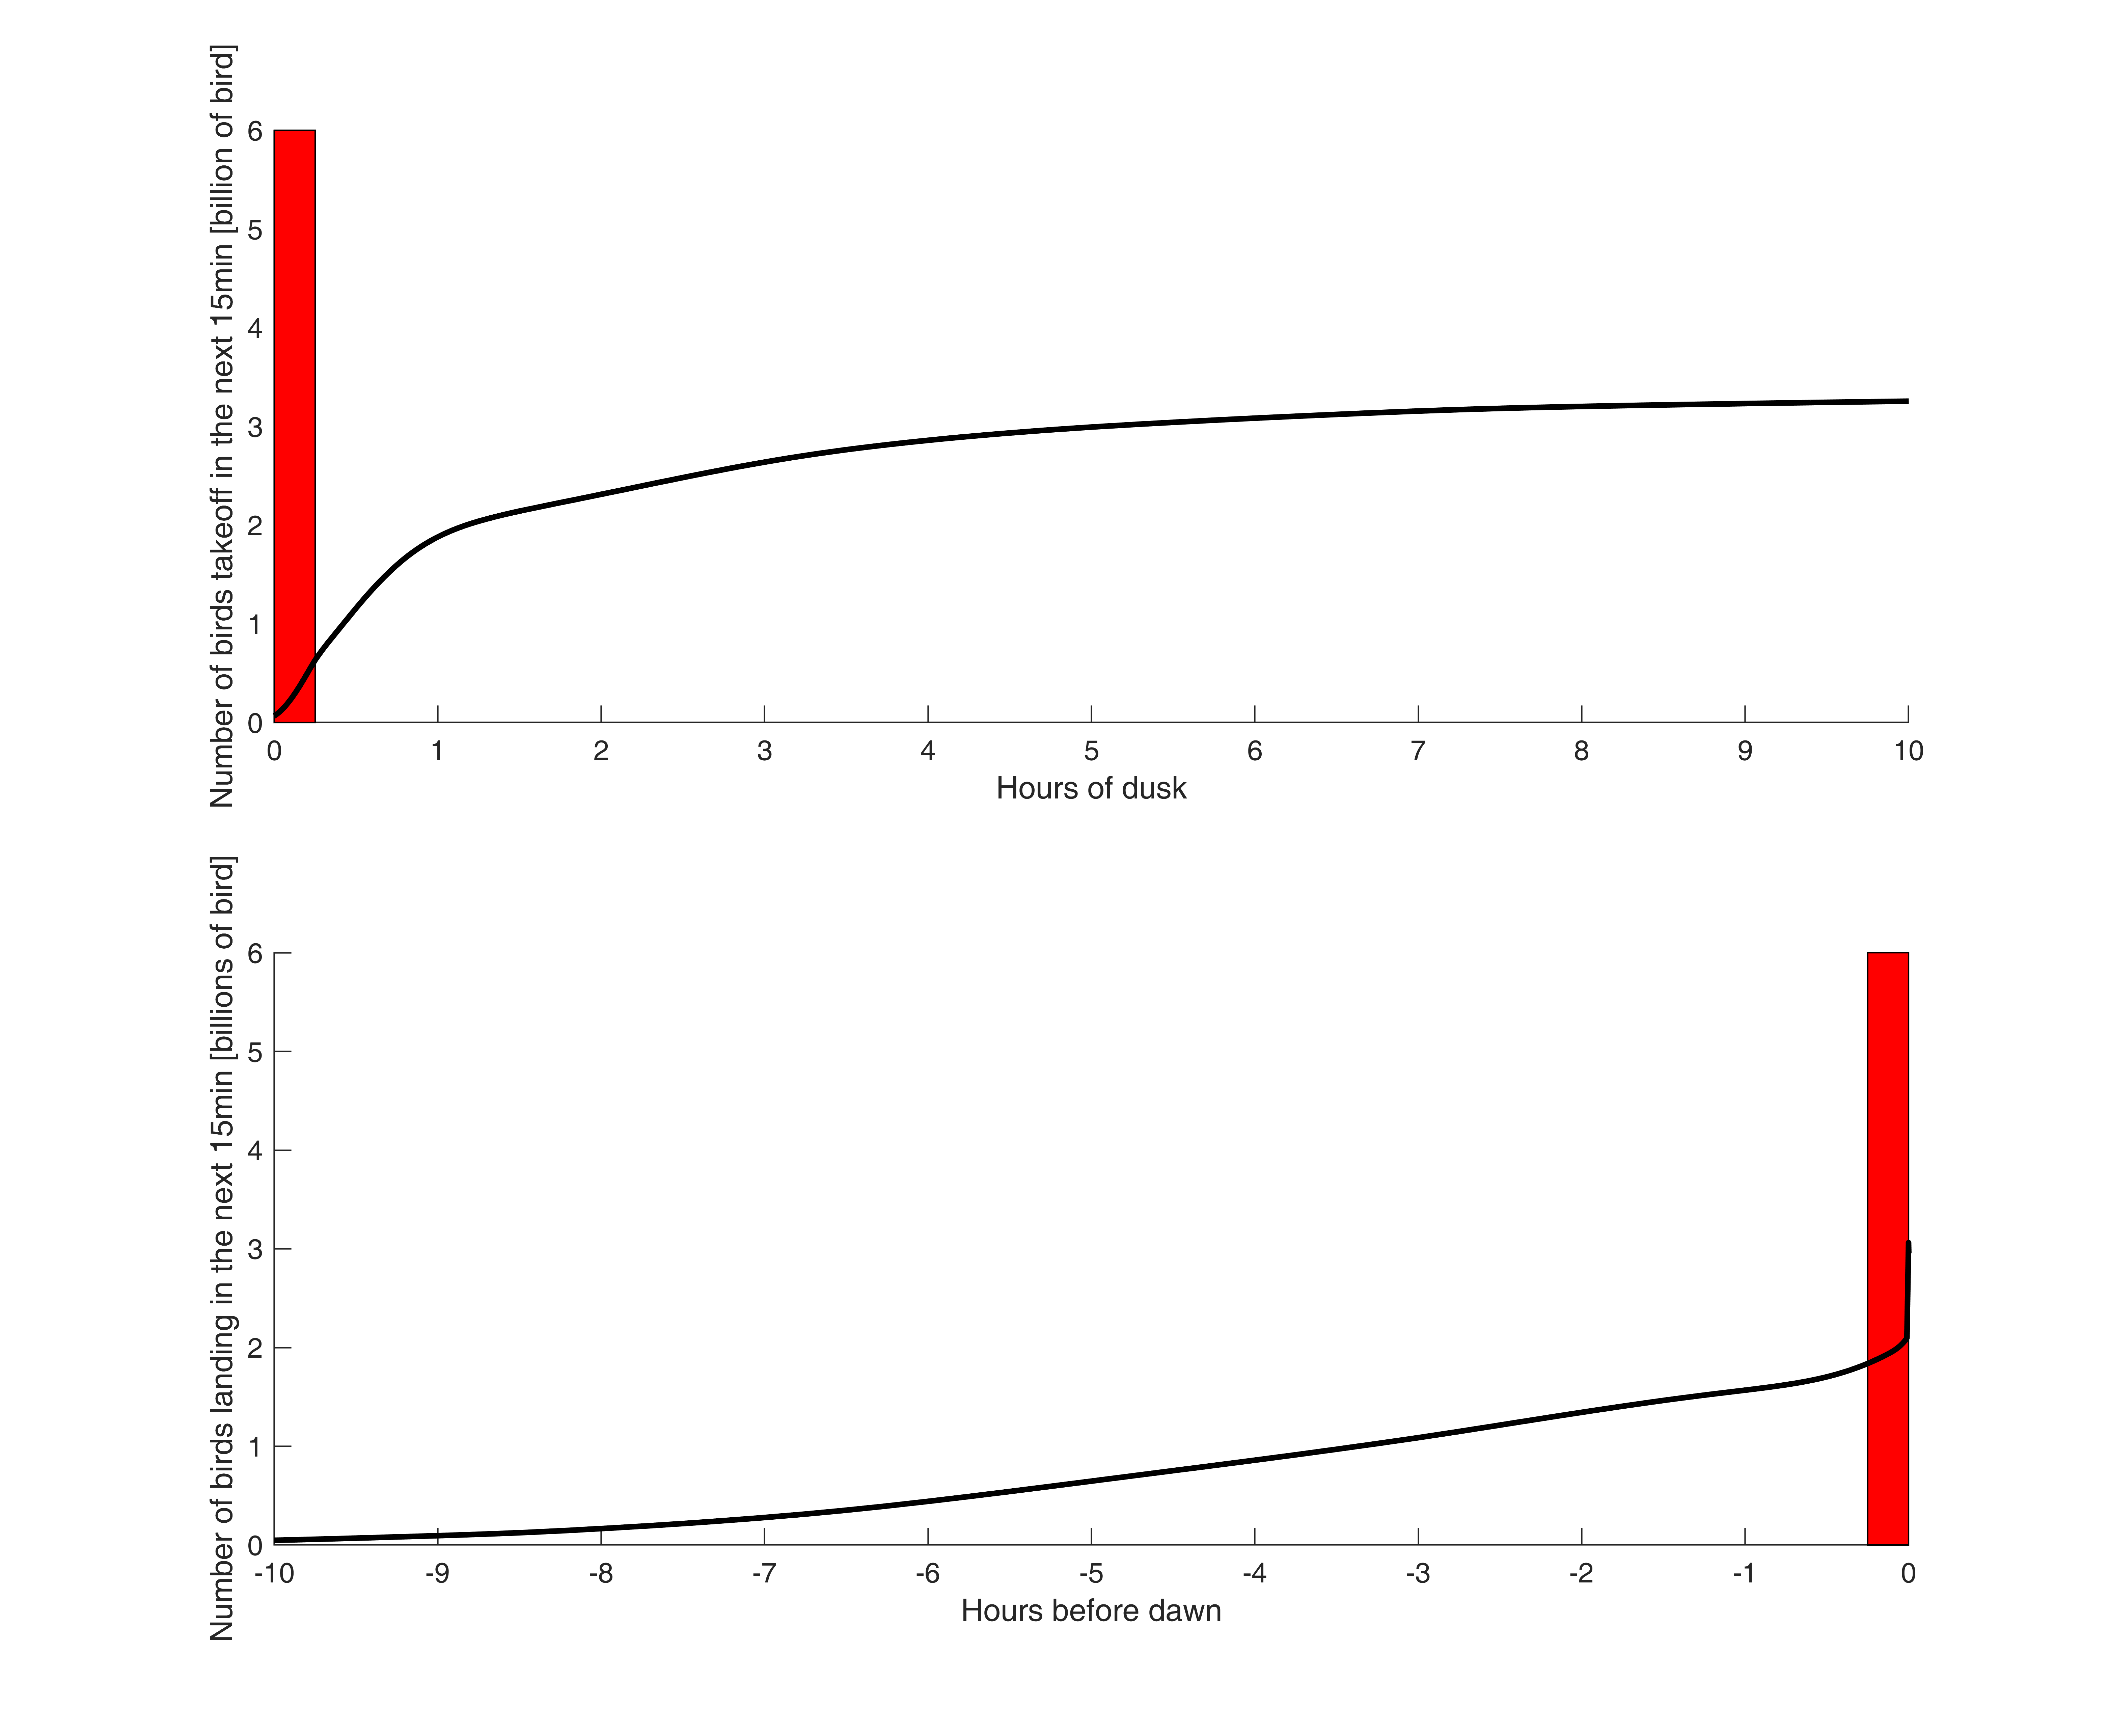 Number of birds takeoff in the next 15min [billion of bird]
6
5
4
3
2
1
0
0 1 2 3 4 5 6 7 8 9 10
Hours of dusk
Number of birds landing in the next 15min [billions of bird]
6
5
4
3
2
1
0
-10 -9 -8 -7 -6 -5 -4 -3 -2 -1 0
Hours before dawn